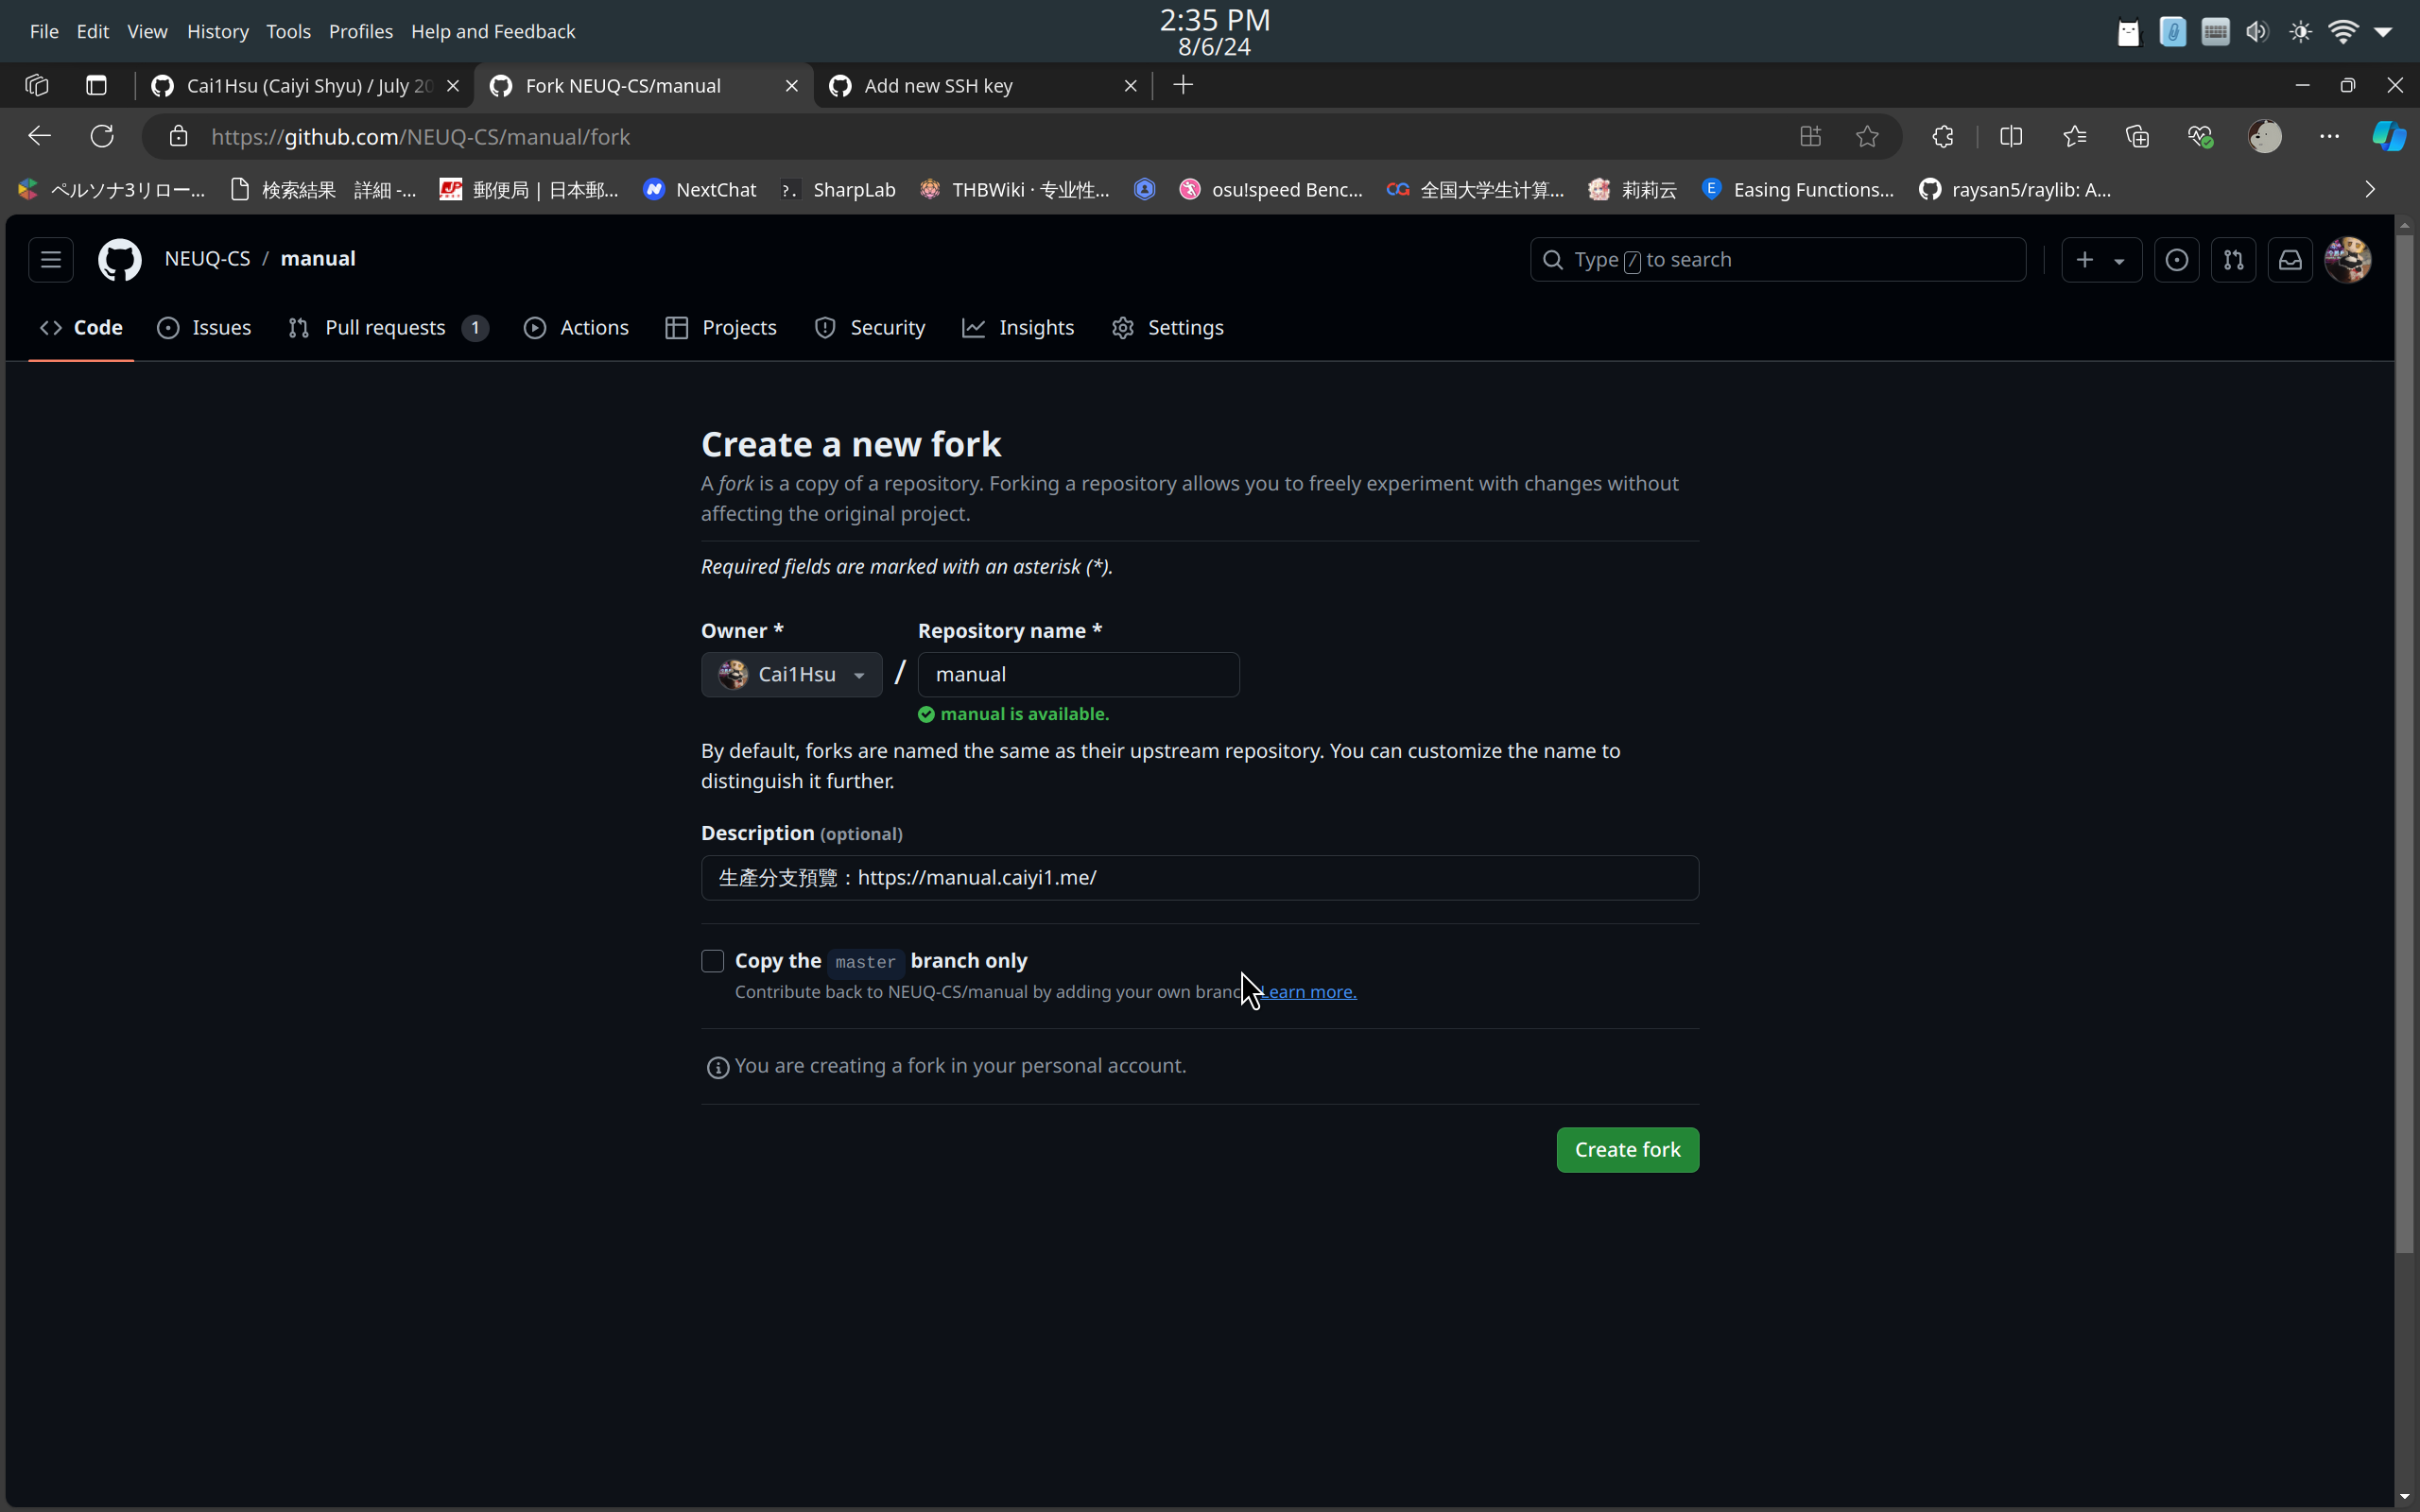 File Edit View History Tools Profiles Help and Feedback
2:35 PM
8/6/24
Cai1Hsu (Caiyi Shyu) / July 20
Fork NEUQ-CS/manual
Add new SSH key
https://github.com/NEUQ-CS/manual/fork
ペルソナ3リロー...
検索結果 詳細 -...
郵便局 | 日本郵...
NextChat
SharpLab
THBWiki · 专业性...
osu!speed Benc...
全国大学生计算...
莉莉云
Easing Functions...
raysan5/raylib: A...
NEUQ-CS / manual
Type / to search
Code
Issues
Pull requests 1
Actions
Projects
Security
Insights
Settings
Create a new fork
A fork is a copy of a repository. Forking a repository allows you to freely experiment with changes without
affecting the original project.
Required fields are marked with an asterisk (*).
Owner *
Repository name *
Cai1Hsu
/
manual
manual is available.
By default, forks are named the same as their upstream repository. You can customize the name to
distinguish it further.
Description (optional)
生產分支預覽：https://manual.caiyi1.me/
Copy the master branch only
Contribute back to NEUQ-CS/manual by adding your own branc Learn more.
You are creating a fork in your personal account.
Create fork